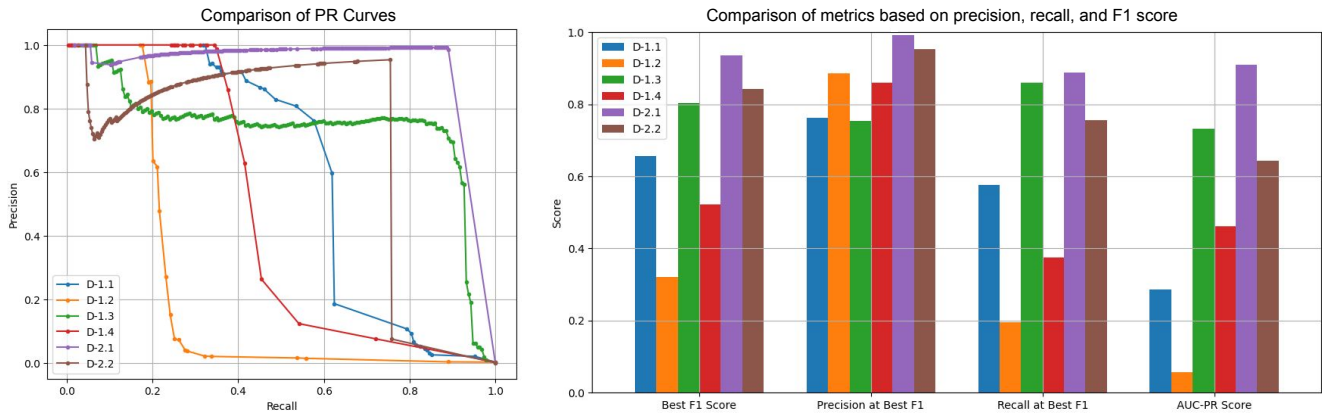 Comparison of PR Curves
1.0
0.8
0.6
0.4
0.2
0.0
Precision
D-1.1
D-1.2
D-1.3
D-1.4
D-2.1
D-2.2
0.0 0.2 0.4 0.6 0.8 1.0
Recall
Comparison of metrics based on precision, recall, and F1 score
1.0
0.8
0.6
0.4
0.2
0.0
Score
D-1.1
D-1.2
D-1.3
D-1.4
D-2.1
D-2.2
Best F1 Score Precision at Best F1 Recall at Best F1 AUC-PR Score